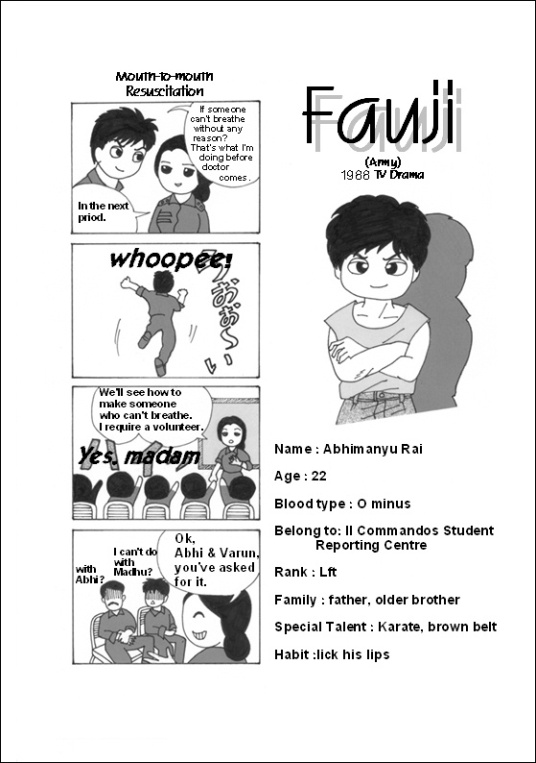 Mouth-to-mouth
Resuscitation
If someone
can't breathe
without any
reason?
That's what I'm
doing before
doctor
comes.
In the next
priod.
whoopee!
うおぉ〜い
We'll see how to
make someone
who can't breathe.
I require a volunteer.
Yes, madam
Ok,
Abhi & Varun,
you've asked
for it.
I can't do
with
Madhu?
with
Abhi?
Fauji
(Army)
1988 TV Drama
Name : Abhimanyu Rai
Age : 22
Blood type : O minus
Belong to: II Commandos Student
Reporting Centre
Rank : Lft
Family : father, older brother
Special Talent : Karate, brown belt
Habit :lick his lips